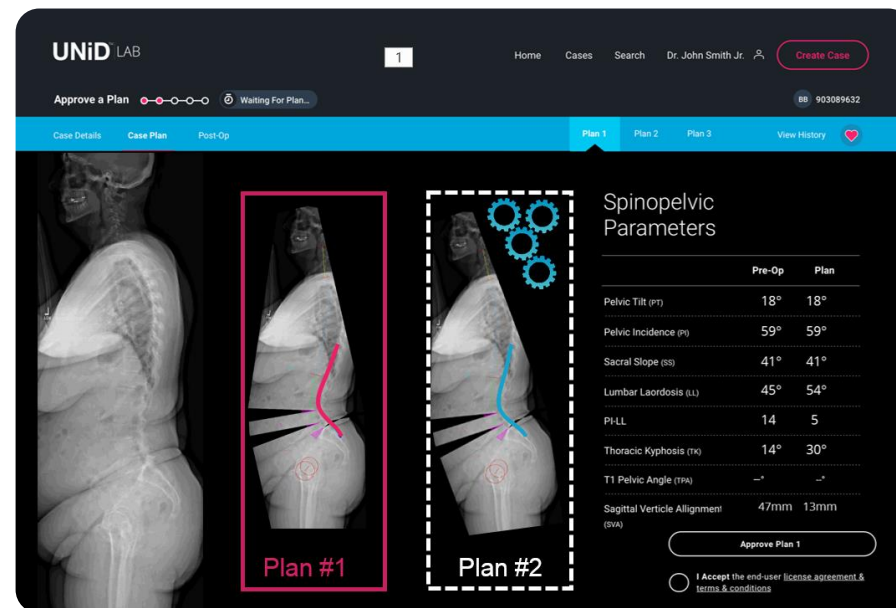 UNiD™ LAB
1
Home Cases Search Dr. John Smith Jr. Create Case
Approve a Plan Waiting For Plan... BB 903089632
Case Details Case Plan Post-Op Plan 1 Plan 2 Plan 3 View History
Spinopelvic
Parameters
Pre-Op Plan
Pelvic Tilt (PT) 18° 18°
Pelvic Incidence (PI) 59° 59°
Sacral Slope (SS) 41° 41°
Lumbar Laordosis (LL) 45° 54°
PI-LL 14 5
Thoracic Kyphosis (TK) 14° 30°
T1 Pelvic Angle (TPA) --° --°
Sagittal Verticle Allignment 47mm 13mm
(SVA)
Approve Plan 1
I Accept the end-user license agreement &
terms & conditions
L
Plan #1
Plan #2